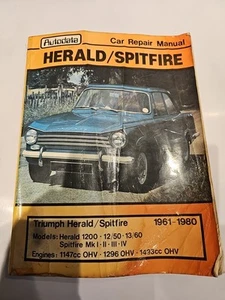 Autodata
Car Repair Manual
HERALD/SPITFIRE
Triumph Herald/Spitfire 1961-1980
Models: Herald 1200 · 12/50 · 13/60
Spitfire Mk I · II · III · IV
Engines: 1147cc OHV · 1296 OHV · 1493cc OHV